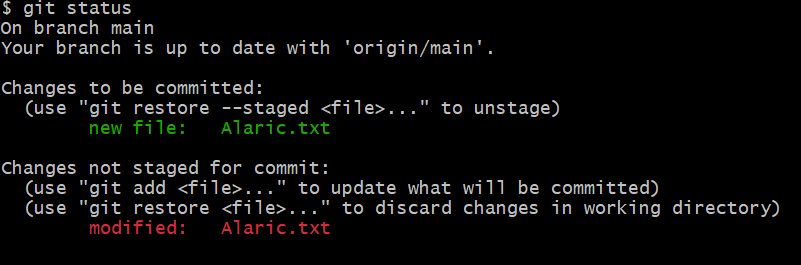 $ git status
On branch main
Your branch is up to date with 'origin/main'.
Changes to be committed:
(use "git restore --staged <file>..." to unstage)
new file:   Alaric.txt
Changes not staged for commit:
(use "git add <file>..." to update what will be committed)
(use "git restore <file>..." to discard changes in working directory)
modified:   Alaric.txt